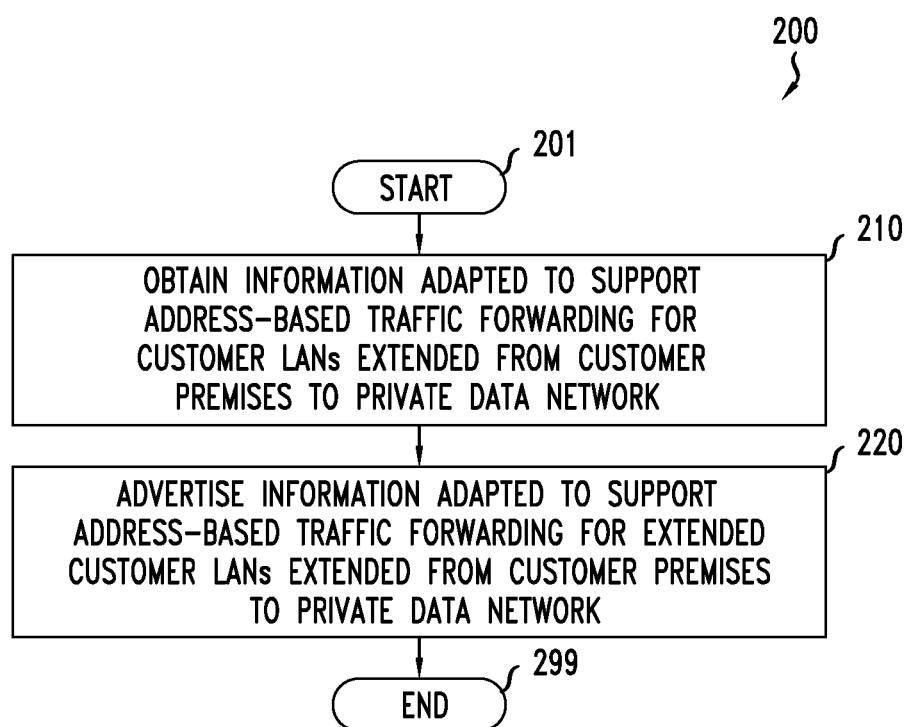 200
201
START
210
OBTAIN INFORMATION ADAPTED TO SUPPORT
ADDRESS-BASED TRAFFIC FORWARDING FOR
CUSTOMER LANs EXTENDED FROM CUSTOMER
PREMISES TO PRIVATE DATA NETWORK
220
ADVERTISE INFORMATION ADAPTED TO SUPPORT
ADDRESS-BASED TRAFFIC FORWARDING FOR EXTENDED
CUSTOMER LANs EXTENDED FROM CUSTOMER PREMISES
TO PRIVATE DATA NETWORK
299
END